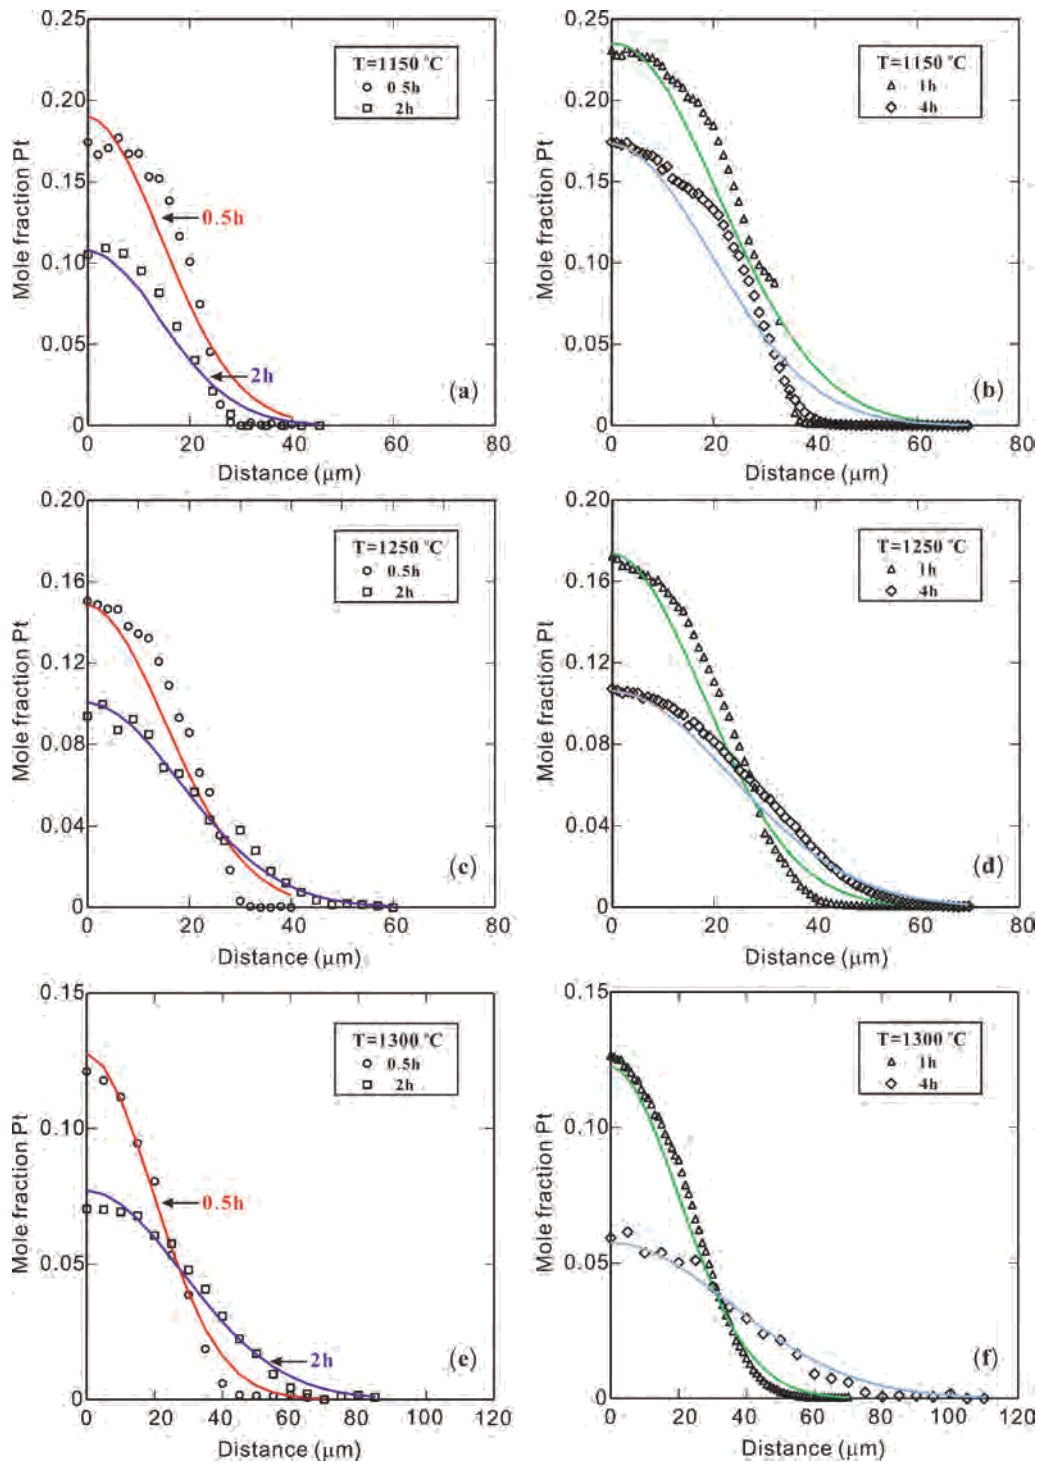 0.25
0.20
0.15
0.10
0.05
0
Mole fraction Pt
T=1150 °C
0.5h
2h
0.5h
2h
(a)
0 20 40 60 80
Distance (μm)
0.25
0.20
0.15
0.10
0.05
0
Mole fraction Pt
T=1150 °C
1h
4h
(b)
0 20 40 60 80
Distance (μm)
0.20
0.16
0.12
0.08
0.04
0
Mole fraction Pt
T=1250 °C
0.5h
2h
(c)
0 20 40 60 80
Distance (μm)
0.20
0.16
0.12
0.08
0.04
0
Mole fraction Pt
T=1250 °C
1h
4h
(d)
0 20 40 60 80
Distance (μm)
0.15
0.10
0.05
0
Mole fraction Pt
T=1300 °C
0.5h
2h
0.5h
2h
(e)
0 20 40 60 80 100 120
Distance (μm)
0.15
0.10
0.05
0
Mole fraction Pt
T=1300 °C
1h
4h
(f)
0 20 40 60 80 100 120
Distance (μm)